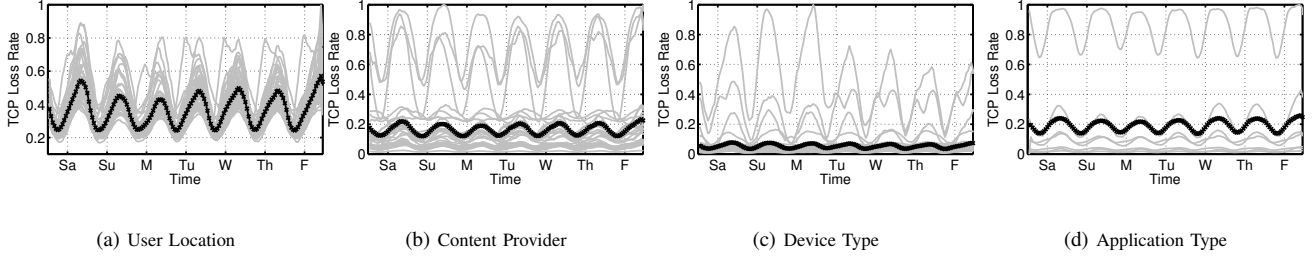 1
0.8
0.6
0.4
0.2
TCP Loss Rate
Sa Su M Tu W Th F
Time
(a) User Location
1
0.8
0.6
0.4
0.2
0
TCP Loss Rate
Sa Su M Tu W Th F
Time
(b) Content Provider
1
0.8
0.6
0.4
0.2
0
TCP Loss Rate
Sa Su M Tu W Th F
Time
(c) Device Type
1
0.8
0.6
0.4
0.2
0
TCP Loss Rate
Sa Su M Tu W Th F
Time
(d) Application Type